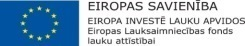 EIROPAS SAVIENĪBA
EIROPA INVESTĒ LAUKU APVIDOS
Eiropas Lauksaimniecības fonds
lauku attīstībai